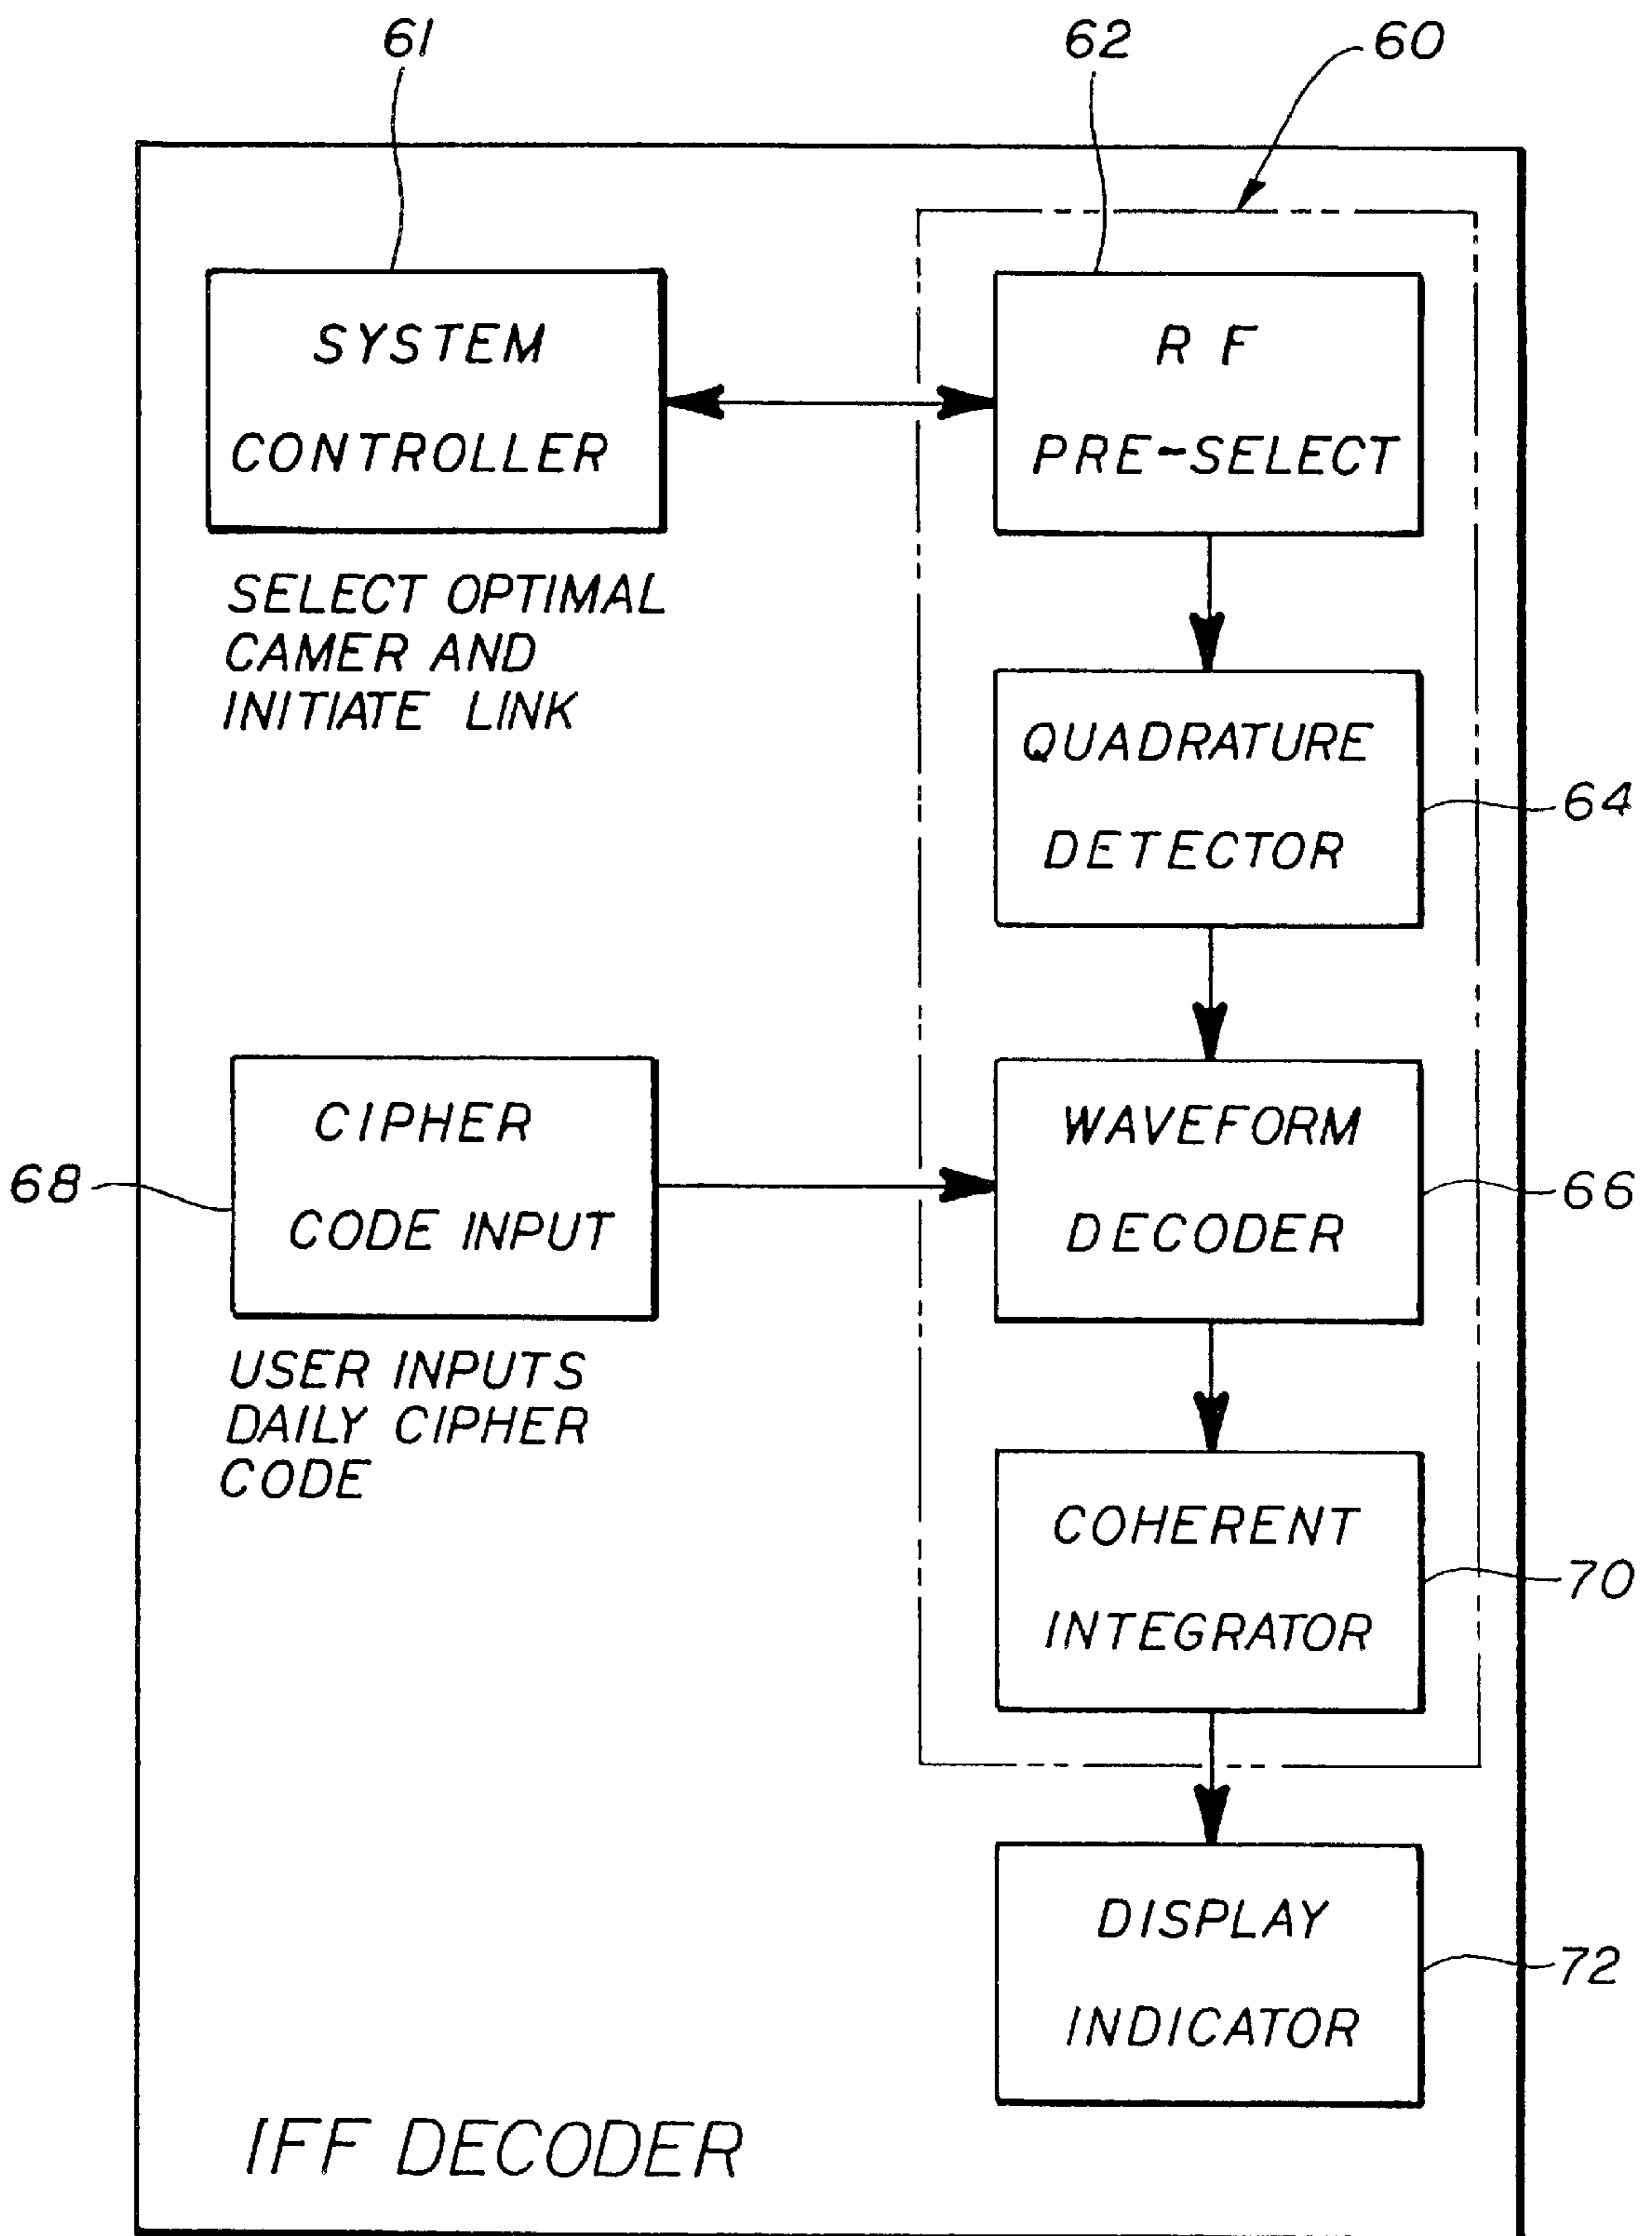 61
62
60
SYSTEM
CONTROLLER
RF
PRE-SELECT
SELECT OPTIMAL
CAMER AND
INITIATE LINK
QUADRATURE
DETECTOR
64
CIPHER
CODE INPUT
68
WAVEFORM
DECODER
66
USER INPUTS
DAILY CIPHER
CODE
COHERENT
INTEGRATOR
70
DISPLAY
INDICATOR
72
IFF DECODER